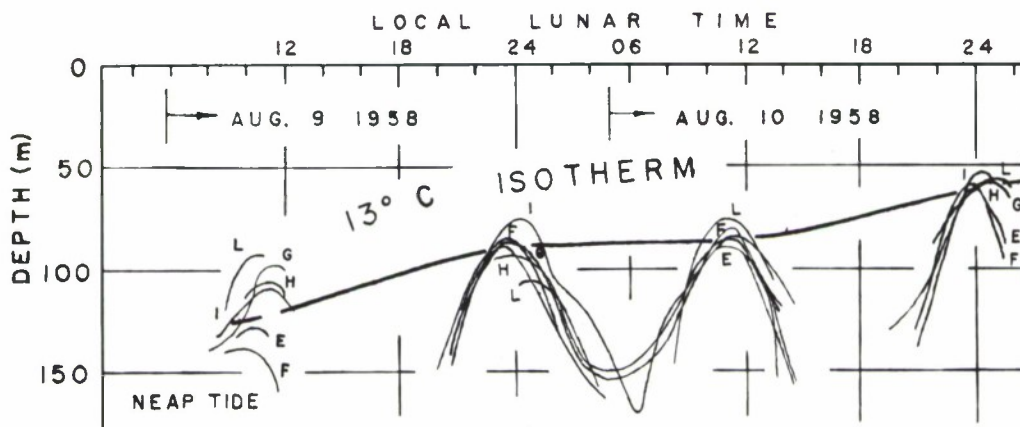 LOCAL LUNAR TIME
12 18 24 06 12 18 24
0
AUG. 9 1958 AUG. 10 1958
DEPTH (m)
50
13° C ISOTHERM
100
150
L G H I E F
I F G H L
L F E
I L H G E F
NEAP TIDE